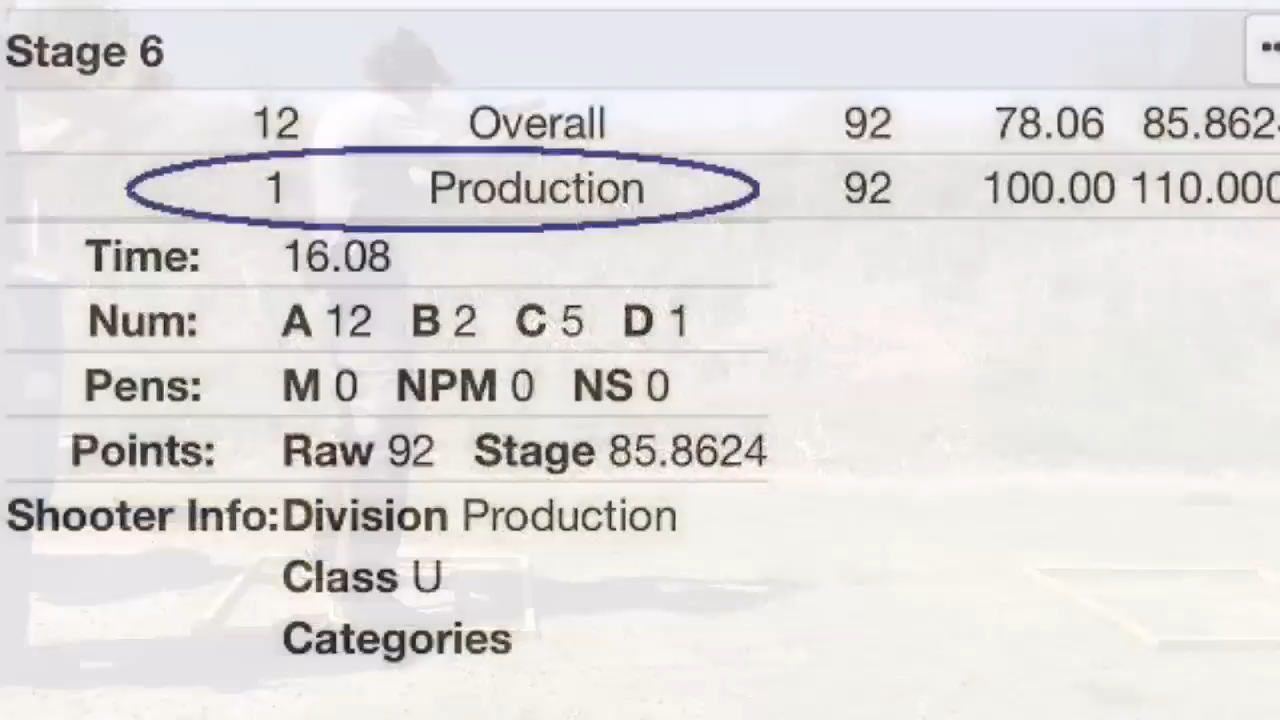 Stage 6
12 Overall 92 78.06 85.862
1 Production 92 100.00 110.000
Time: 16.08
Num: A 12 B 2 C 5 D 1
Pens: M 0 NPM 0 NS 0
Points: Raw 92 Stage 85.8624
Shooter Info: Division Production
Class U
Categories